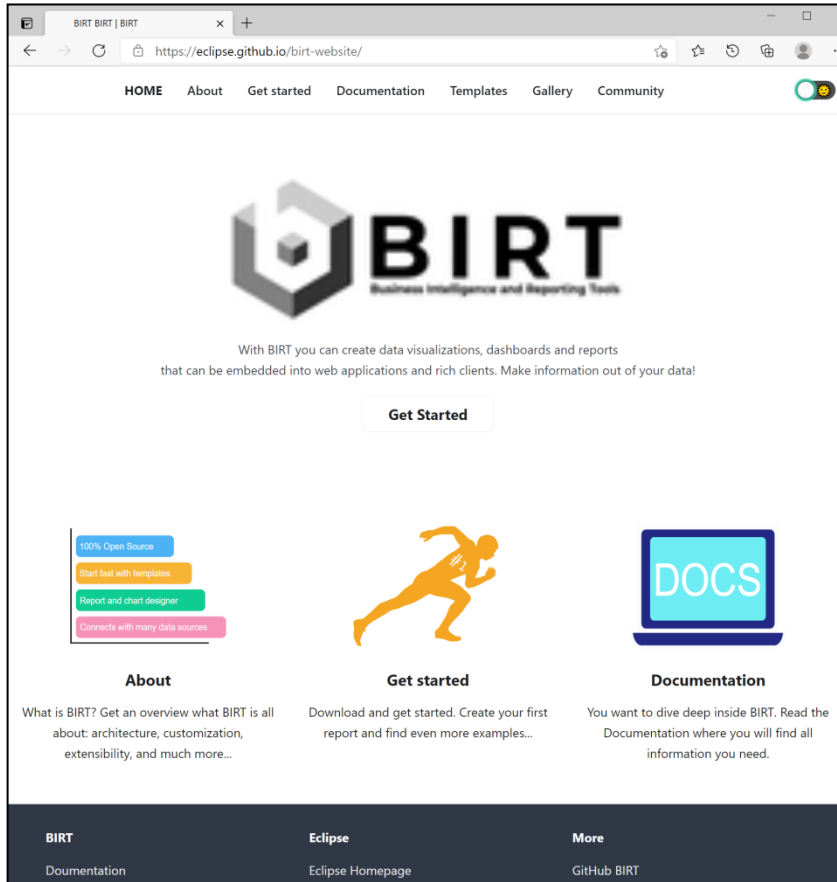 BIRT BIRT | BIRT
https://eclipse.github.io/birt-website/
HOME About Get started Documentation Templates Gallery Community
BIRT
Business Intelligence and Reporting Tools
With BIRT you can create data visualizations, dashboards and reports
that can be embedded into web applications and rich clients. Make information out of your data!
Get Started
100% Open Source
Start fast with templates
Report and chart designer
Connects with many data sources
#1
DOCS
About
What is BIRT? Get an overview what BIRT is all
about: architecture, customization,
extensibility, and much more...
Get started
Download and get started. Create your first
report and find even more examples...
Documentation
You want to dive deep inside BIRT. Read the
Documentation where you will find all
information you need.
BIRT
Doumentation
Eclipse
Eclipse Homepage
More
GitHub BIRT